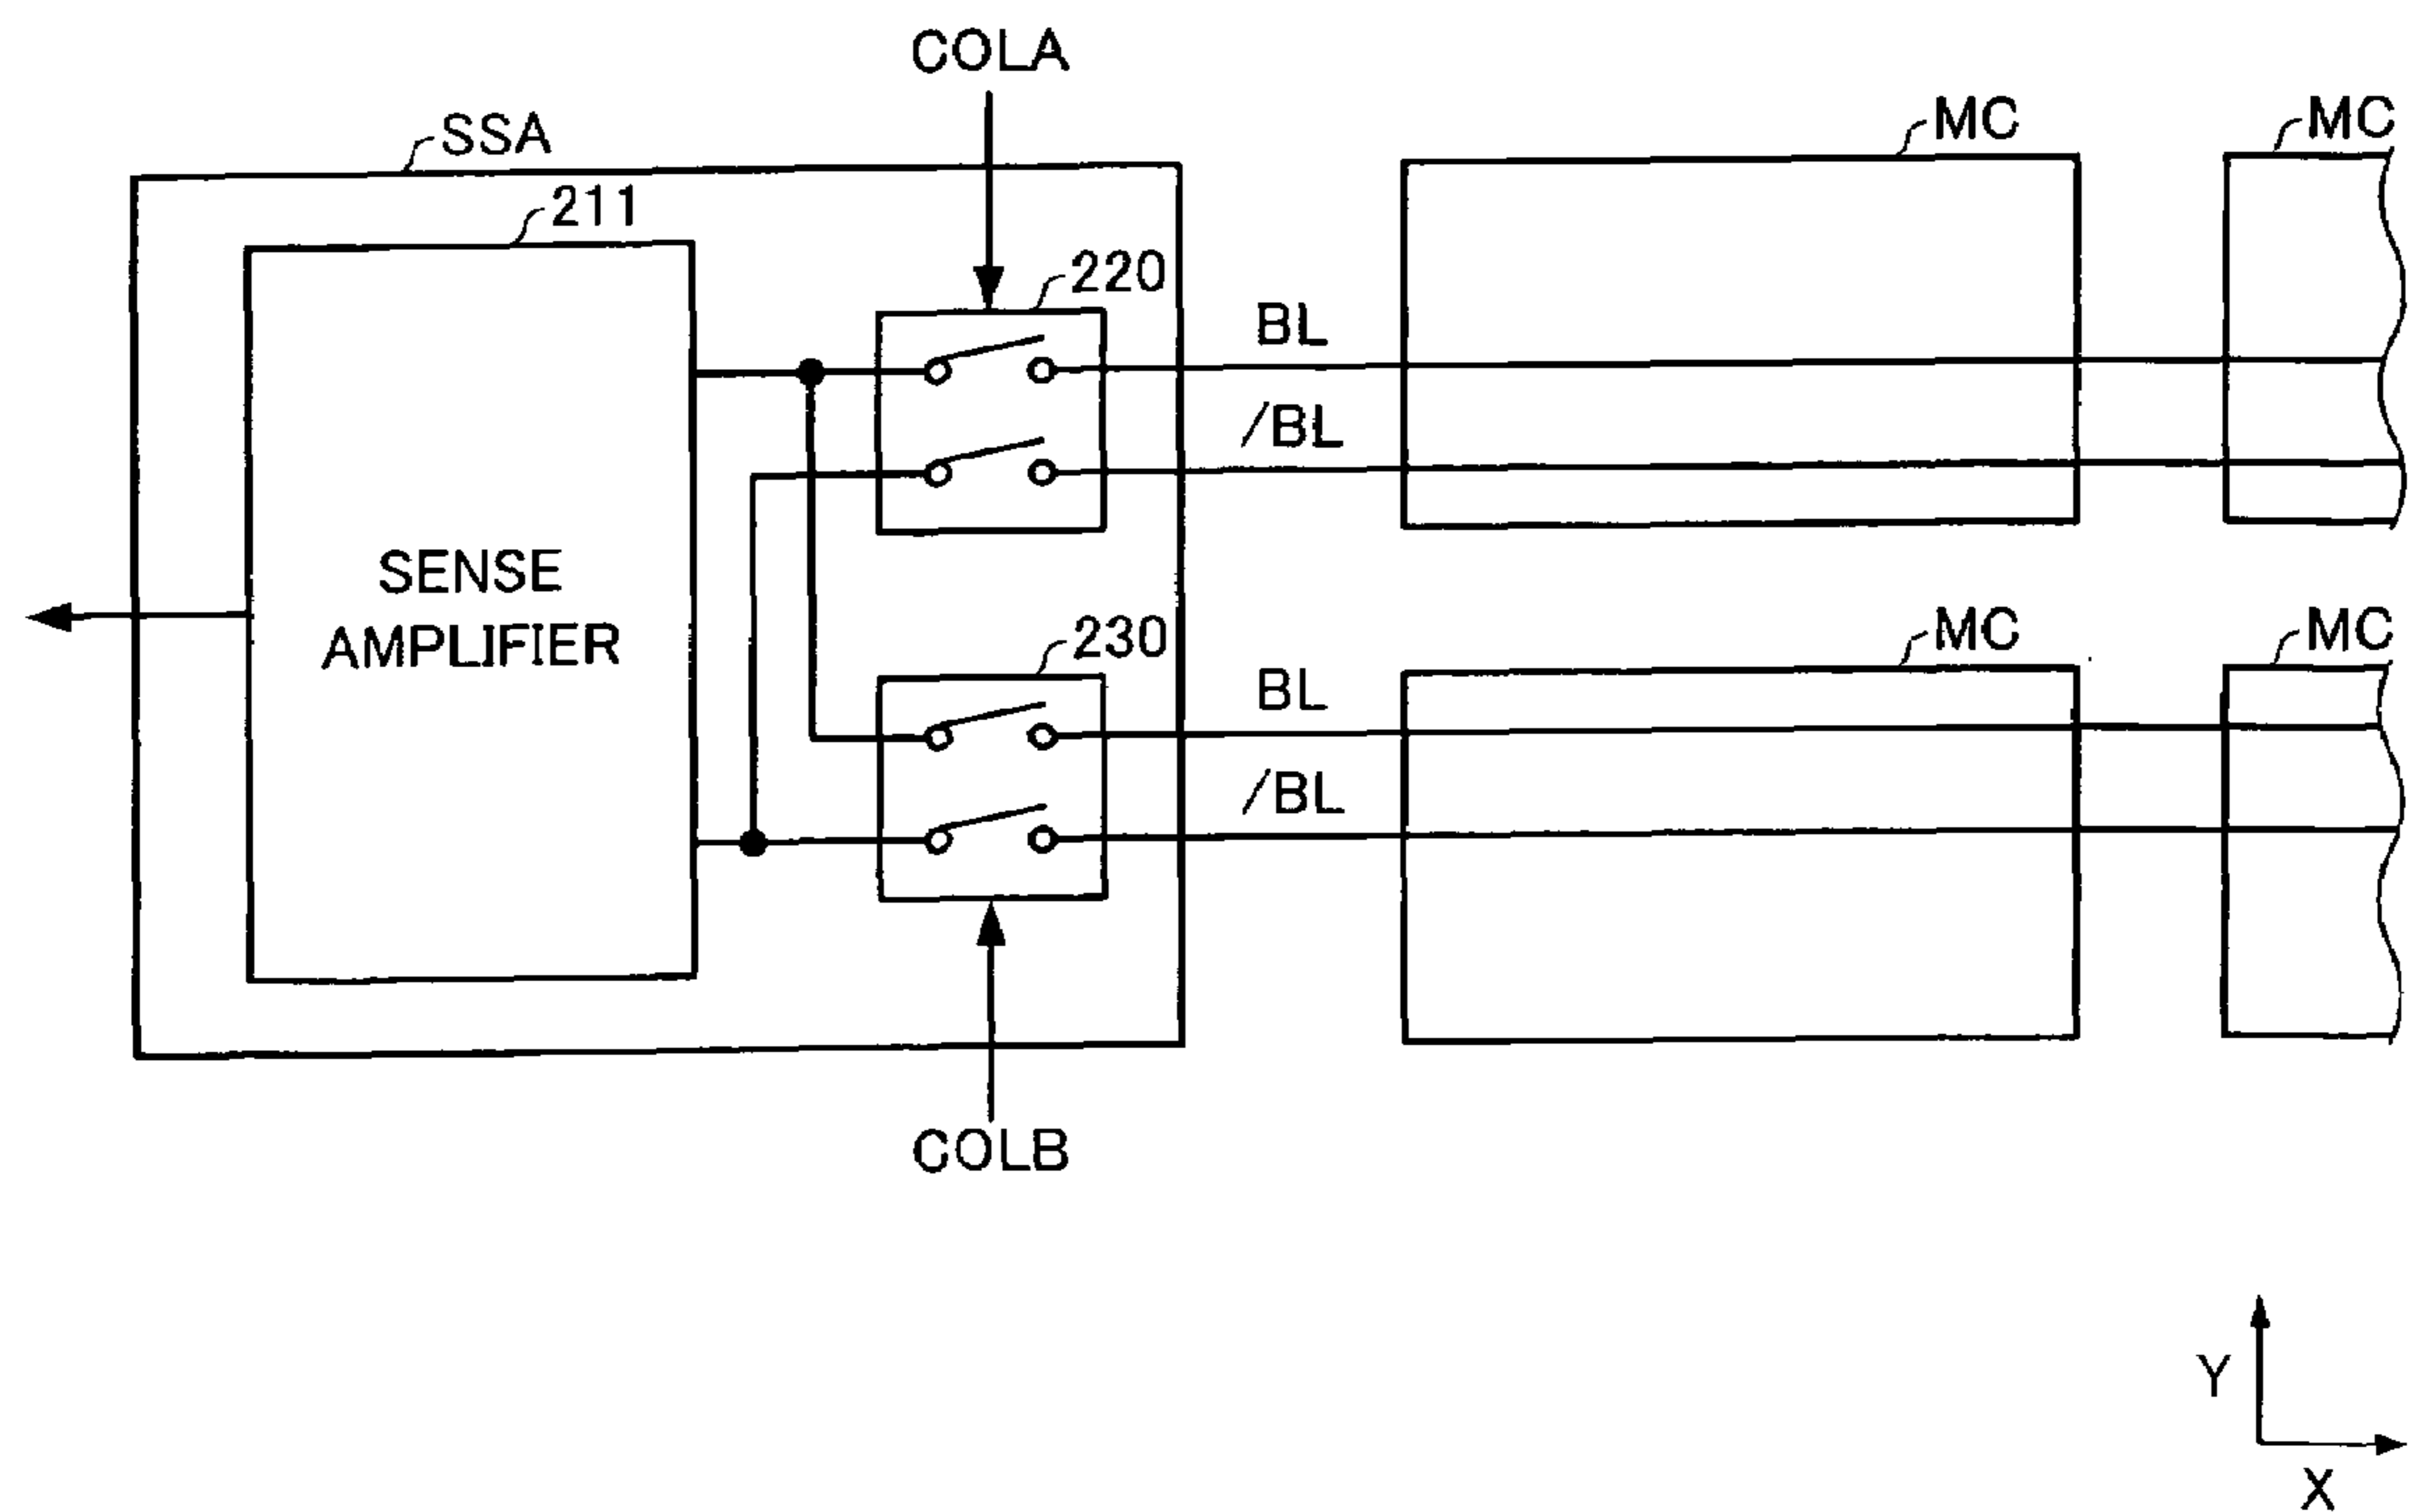 COLA
SSA
MC
MC
211
220
BL
/BL
SENSE
AMPLIFIER
230
MC
MC
BL
/BL
COLB
Y
X